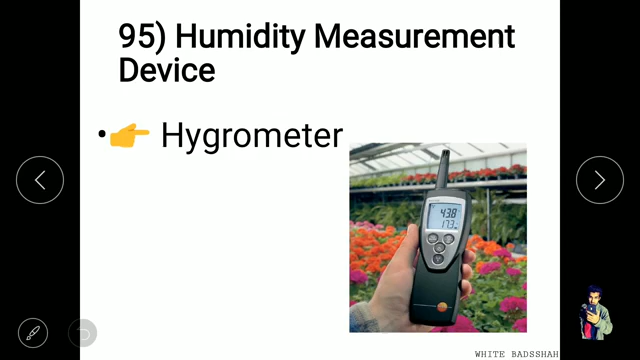 95) Humidity Measurement
Device
•👉 Hygrometer
43.8
17.3
WHITE BADSSHAH